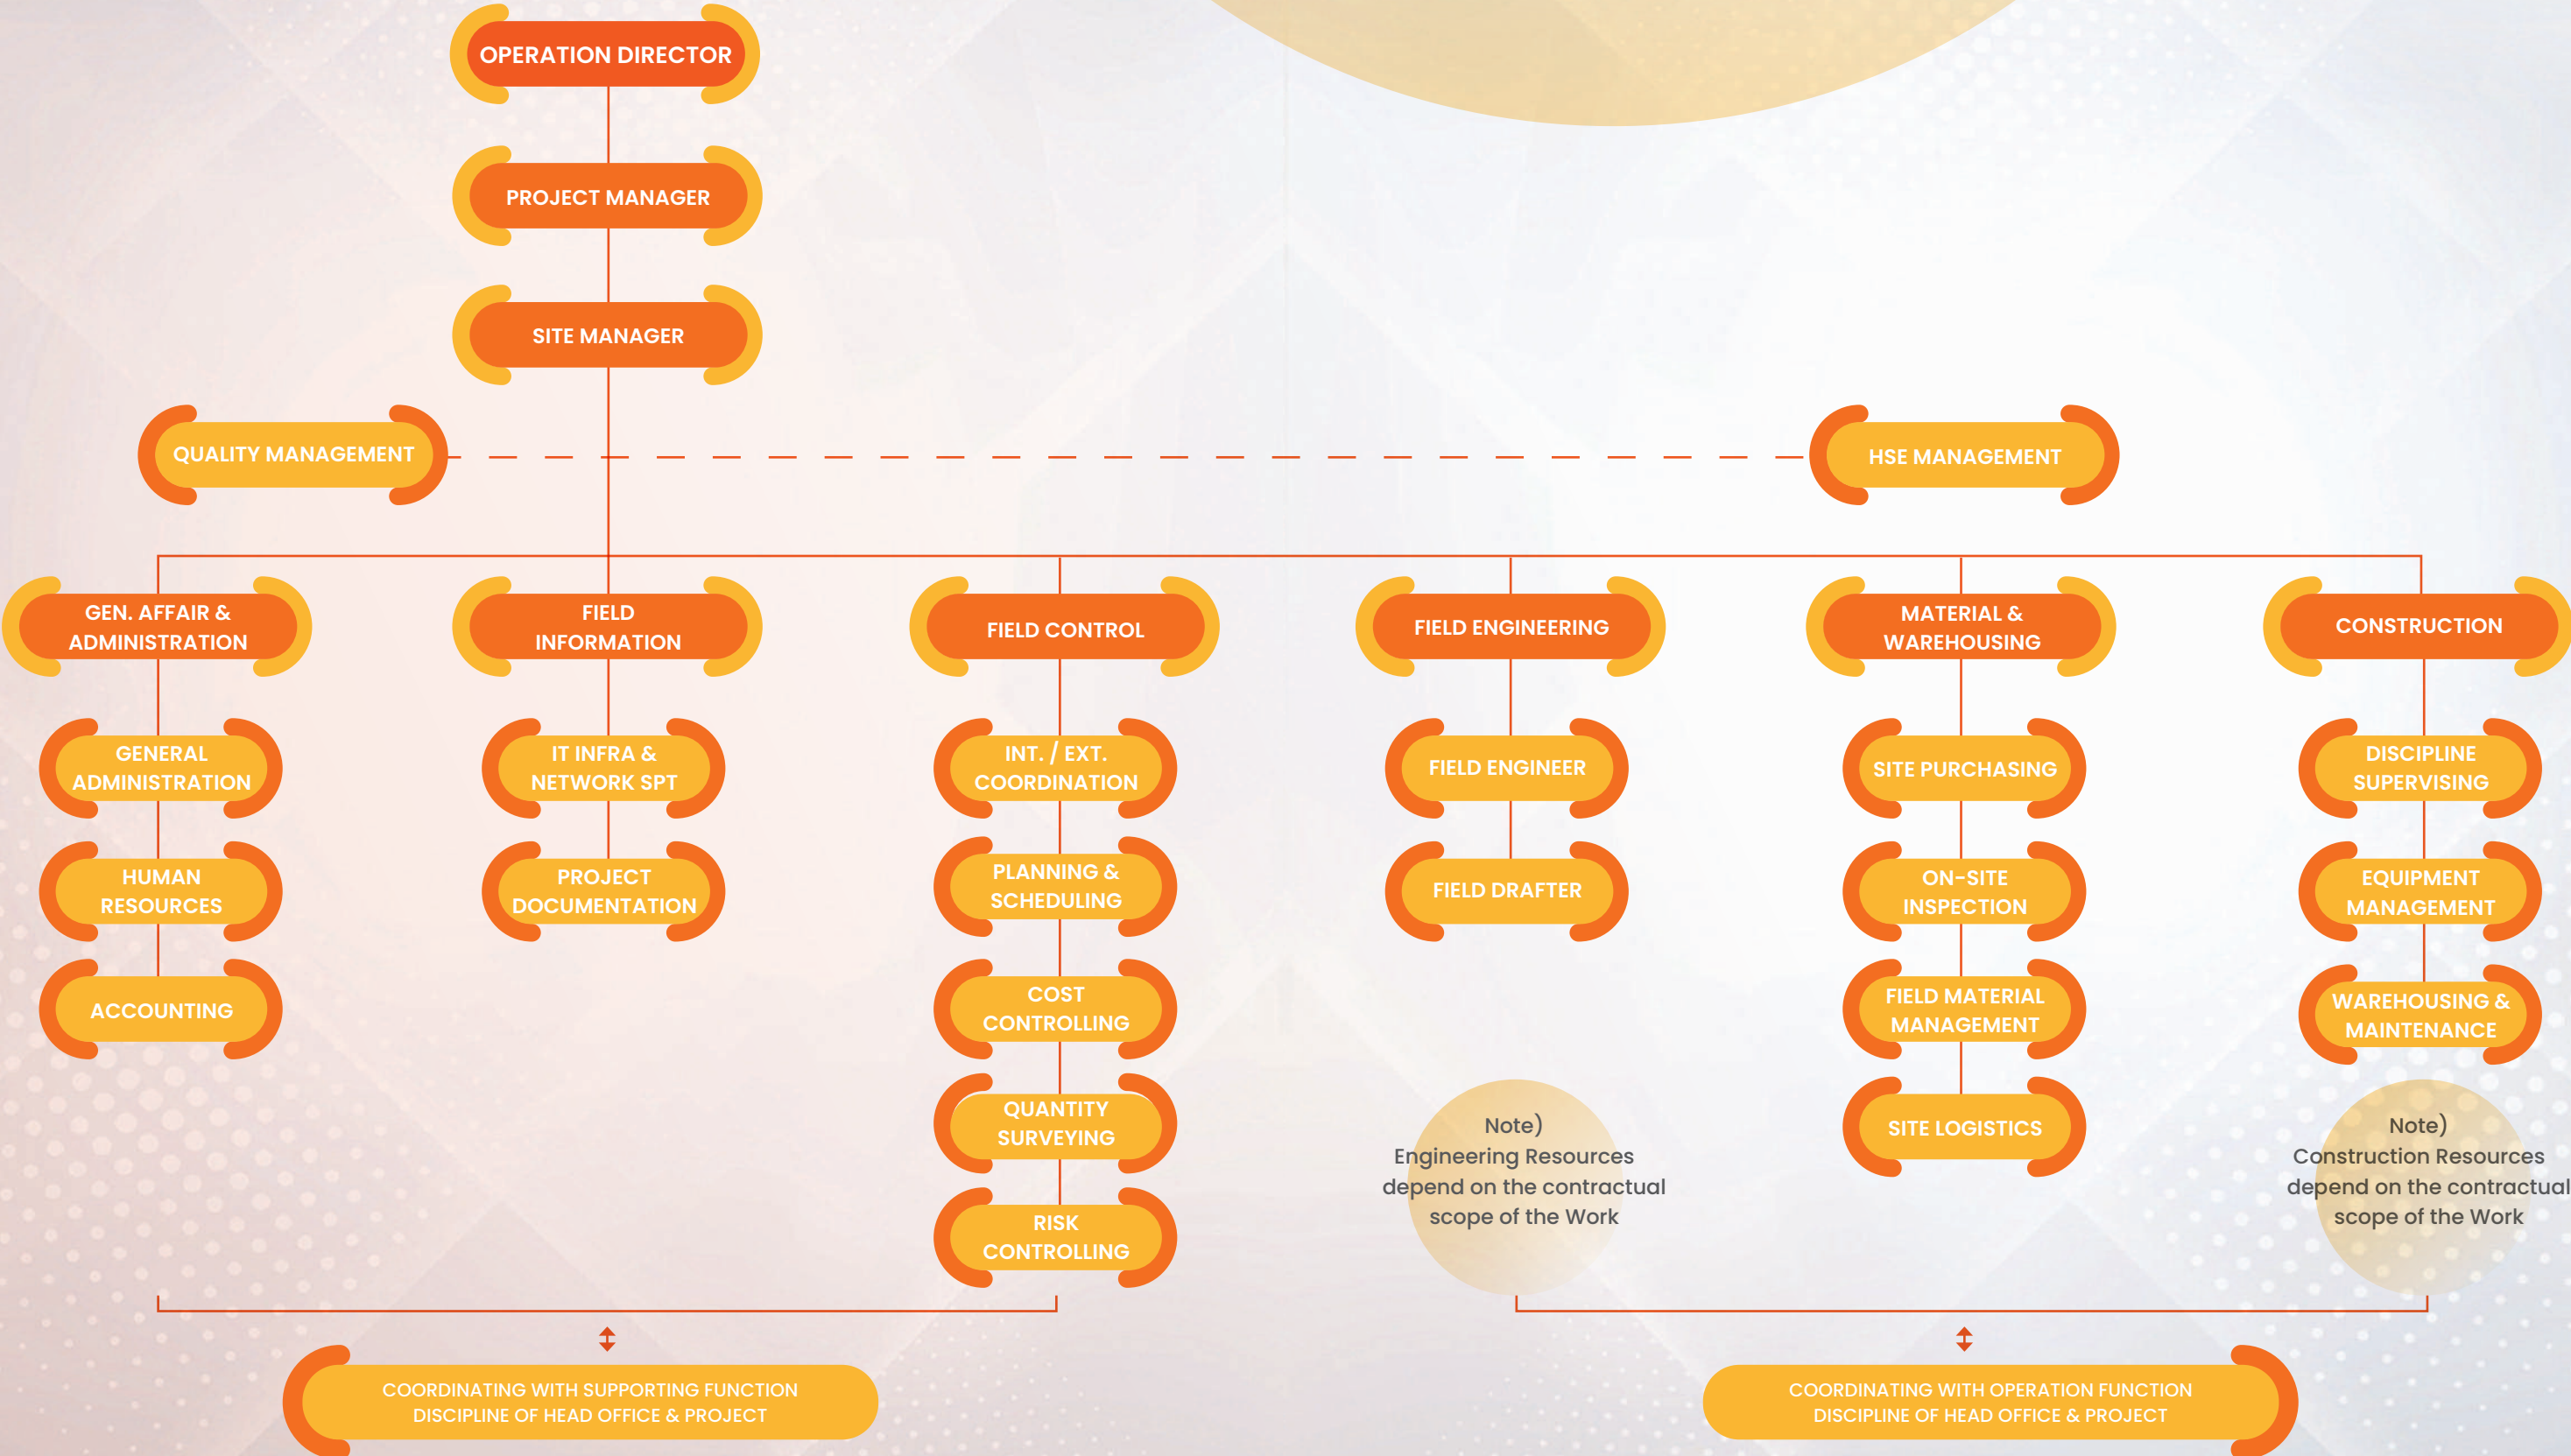 OPERATION DIRECTOR
PROJECT MANAGER
SITE MANAGER
QUALITY MANAGEMENT
HSE MANAGEMENT
GEN. AFFAIR &
ADMINISTRATION
FIELD
INFORMATION
FIELD CONTROL
FIELD ENGINEERING
MATERIAL &
WAREHOUSING
CONSTRUCTION
GENERAL
ADMINISTRATION
HUMAN
RESOURCES
ACCOUNTING
IT INFRA &
NETWORK SPT
PROJECT
DOCUMENTATION
INT. / EXT.
COORDINATION
PLANNING &
SCHEDULING
COST
CONTROLLING
QUANTITY
SURVEYING
RISK
CONTROLLING
FIELD ENGINEER
FIELD DRAFTER
Note)
Engineering Resources
depend on the contractual
scope of the Work
SITE PURCHASING
ON-SITE
INSPECTION
FIELD MATERIAL
MANAGEMENT
SITE LOGISTICS
DISCIPLINE
SUPERVISING
EQUIPMENT
MANAGEMENT
WAREHOUSING &
MAINTENANCE
Note)
Construction Resources
depend on the contractual
scope of the Work
COORDINATING WITH SUPPORTING FUNCTION
DISCIPLINE OF HEAD OFFICE & PROJECT
COORDINATING WITH OPERATION FUNCTION
DISCIPLINE OF HEAD OFFICE & PROJECT